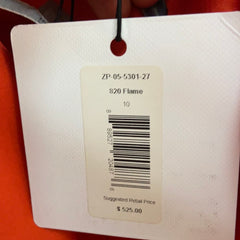 ZP-05-5301-27
820 Flame
10
Suggested Retail Price
$ 525.00